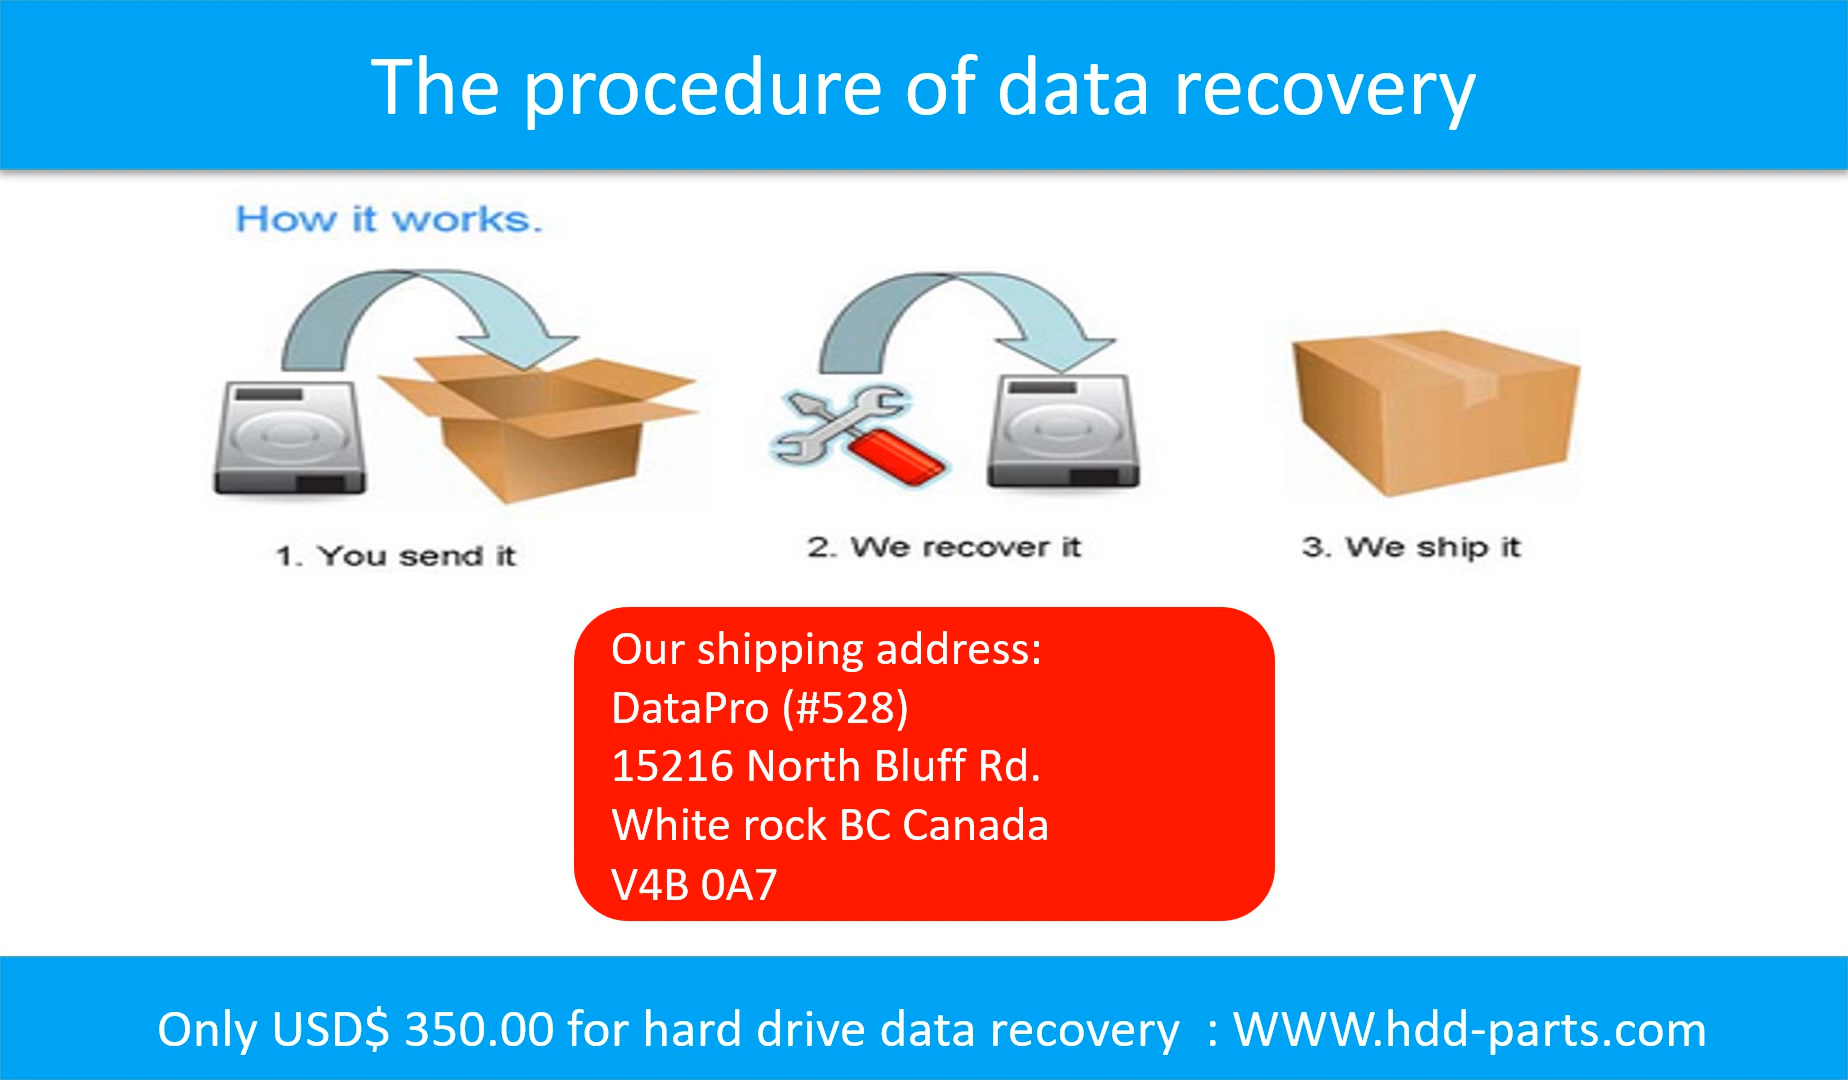 The procedure of data recovery
How it works.
1. You send it
2. We recover it
3. We ship it
Our shipping address:
DataPro (#528)
15216 North Bluff Rd.
White rock BC Canada
V4B 0A7
Only USD$ 350.00 for hard drive data recovery : WWW.hdd-parts.com